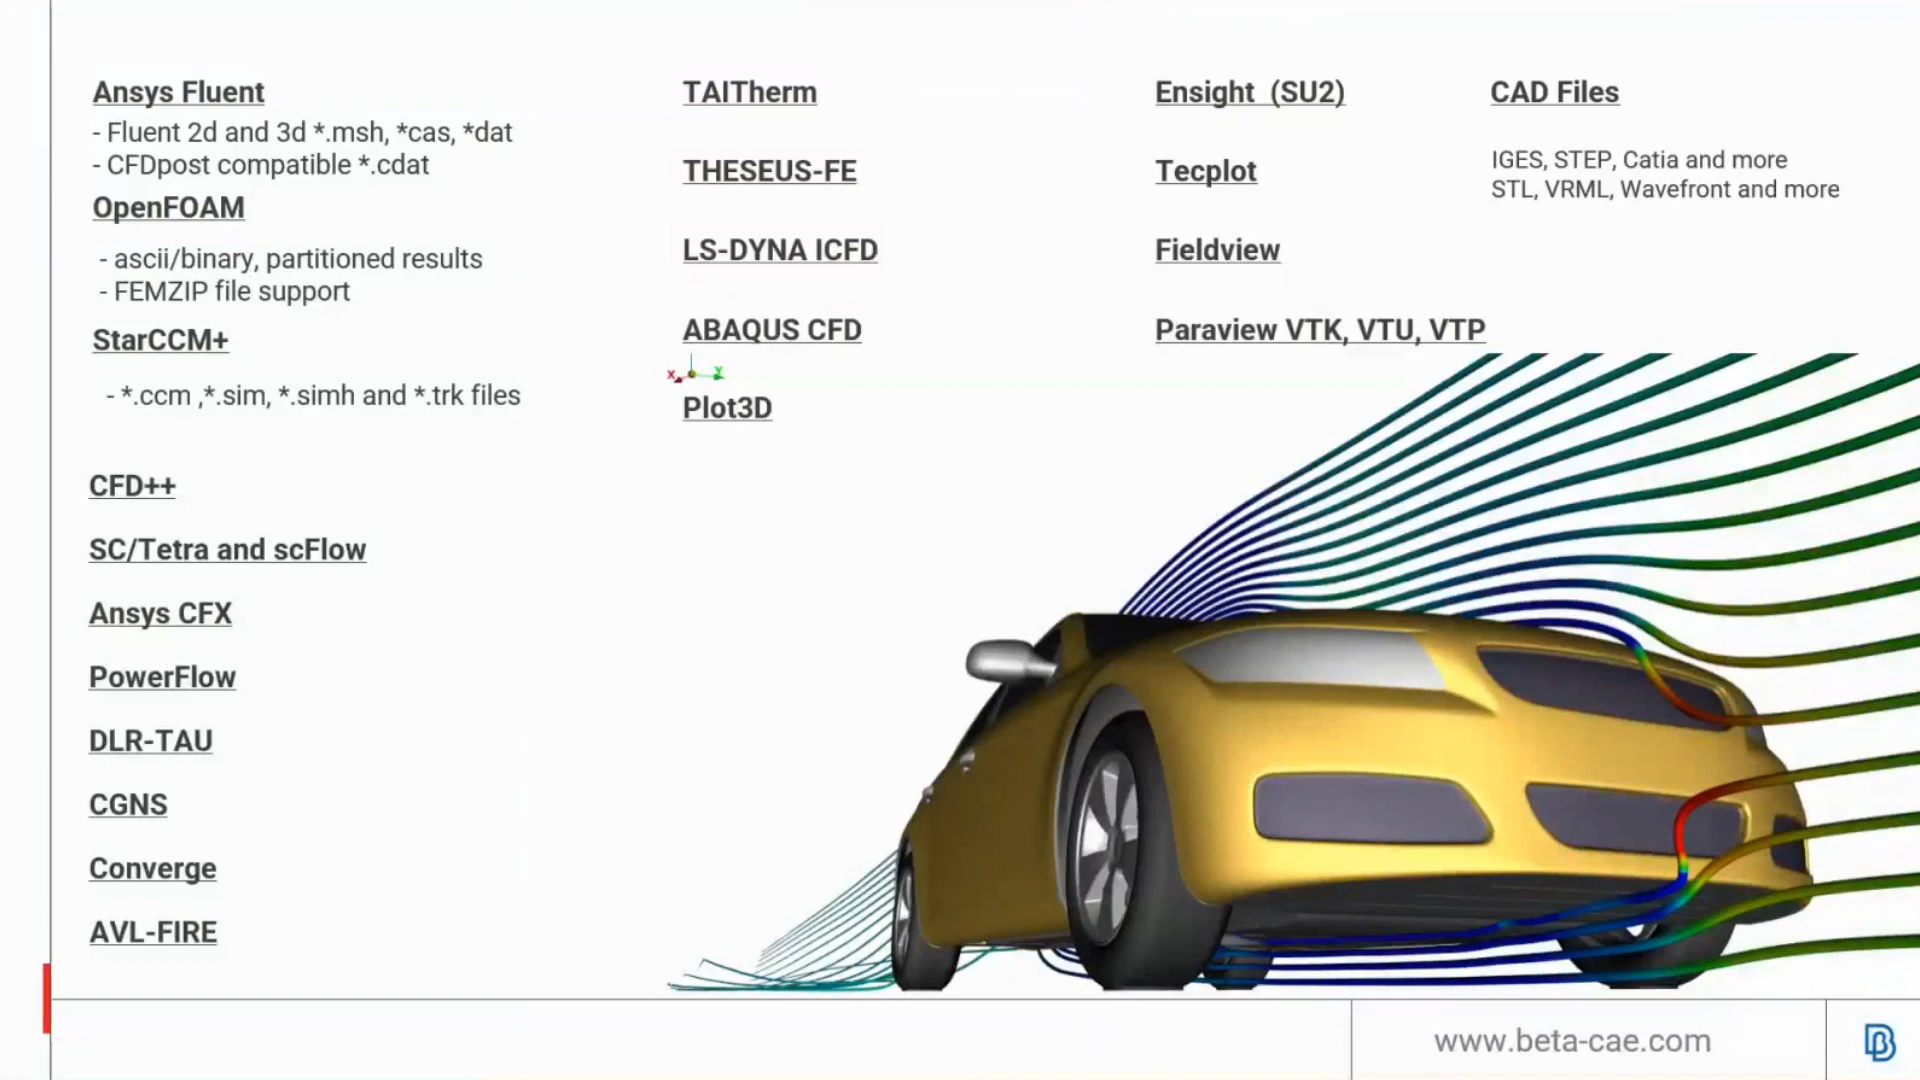 Ansys Fluent
- Fluent 2d and 3d *.msh, *cas, *dat
- CFDpost compatible *.cdat
OpenFOAM
- ascii/binary, partitioned results
- FEMZIP file support
StarCCM+
- *.ccm ,*.sim, *.simh and *.trk files
CFD++
SC/Tetra and scFlow
Ansys CFX
PowerFlow
DLR-TAU
CGNS
Converge
AVL-FIRE
TAITherm
THESEUS-FE
LS-DYNA ICFD
ABAQUS CFD
X Y
Plot3D
Ensight (SU2)
Tecplot
Fieldview
Paraview VTK, VTU, VTP
CAD Files
IGES, STEP, Catia and more
STL, VRML, Wavefront and more
www.beta-cae.com